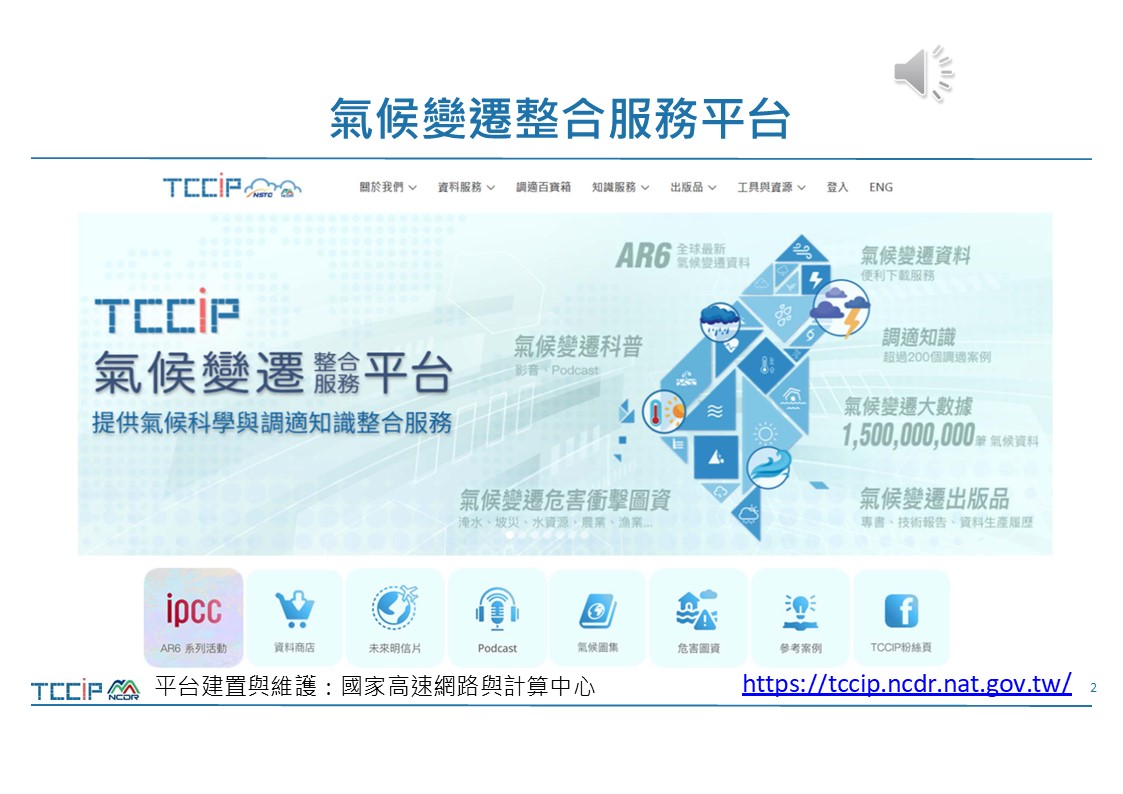 氣候變遷整合服務平台
TCCIP NSTC
關於我們 資料服務 調適百寶箱 知識服務 出版品 工具與資源 登入 ENG
AR6 全球最新
氣候變遷資料
氣候變遷資料
便利下載服務
TCCIP
氣候變遷整合服務平台
提供氣候科學與調適知識整合服務
氣候變遷科普
影音、Podcast
調適知識
超過200個調適案例
氣候變遷大數據
1,500,000,000筆 氣候資料
氣候變遷危害衝擊圖資
淹水、坡災、水資源、農業、漁業...
氣候變遷出版品
專書、技術報告、資料生產履歷
ipcc
AR6 系列活動 資料商店 未來明信片 Podcast 氣候圖集 危害圖資 參考案例 TCCIP粉絲頁
TCCIP NCDR 平台建置與維護：國家高速網路與計算中心 https://tccip.ncdr.nat.gov.tw/ 2